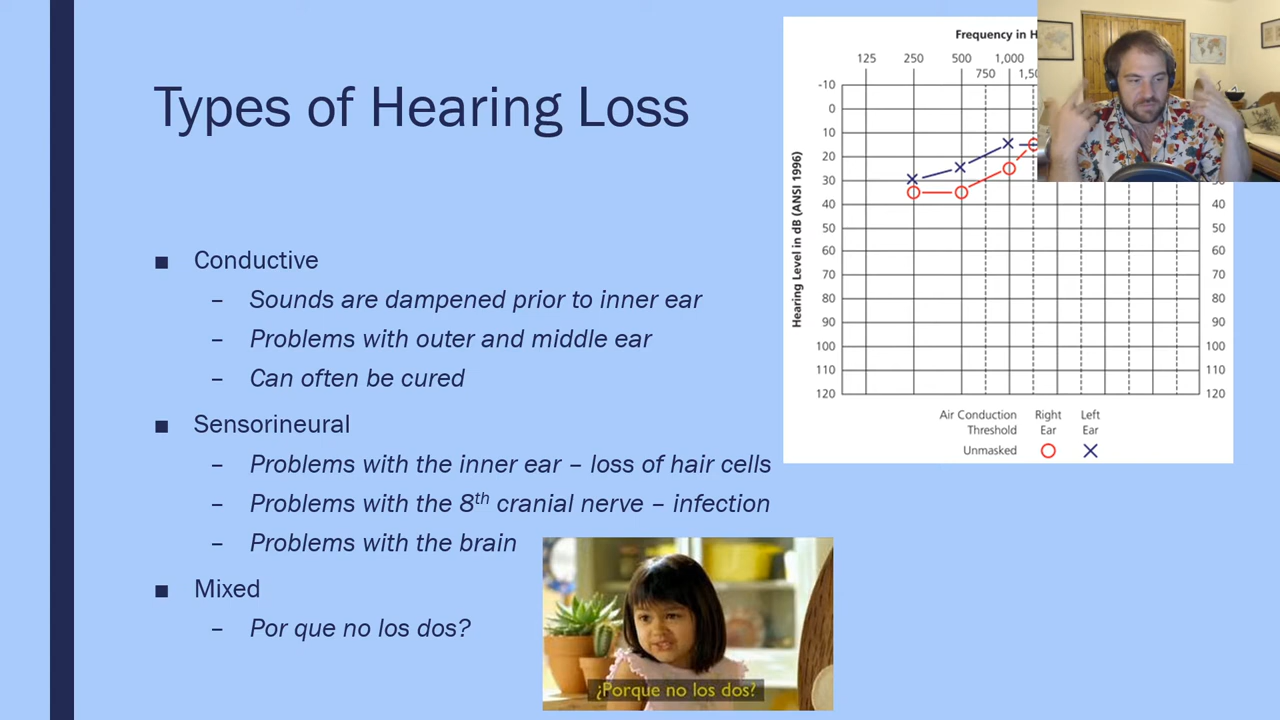 Types of Hearing Loss
■ Conductive
– Sounds are dampened prior to inner ear
– Problems with outer and middle ear
– Can often be cured
■ Sensorineural
– Problems with the inner ear – loss of hair cells
– Problems with the 8th cranial nerve – infection
– Problems with the brain
■ Mixed
– Por que no los dos?
Frequency in
125 250 500 1,000
750
Hearing Level in dB (ANSI 1996)
-10
0
10
20
30
40 40
50 50
60 60
70 70
80 80
90 90
100 100
110 110
120 120
Air Conduction Right Left
Threshold Ear Ear
Unmasked
¿Porque no los dos?